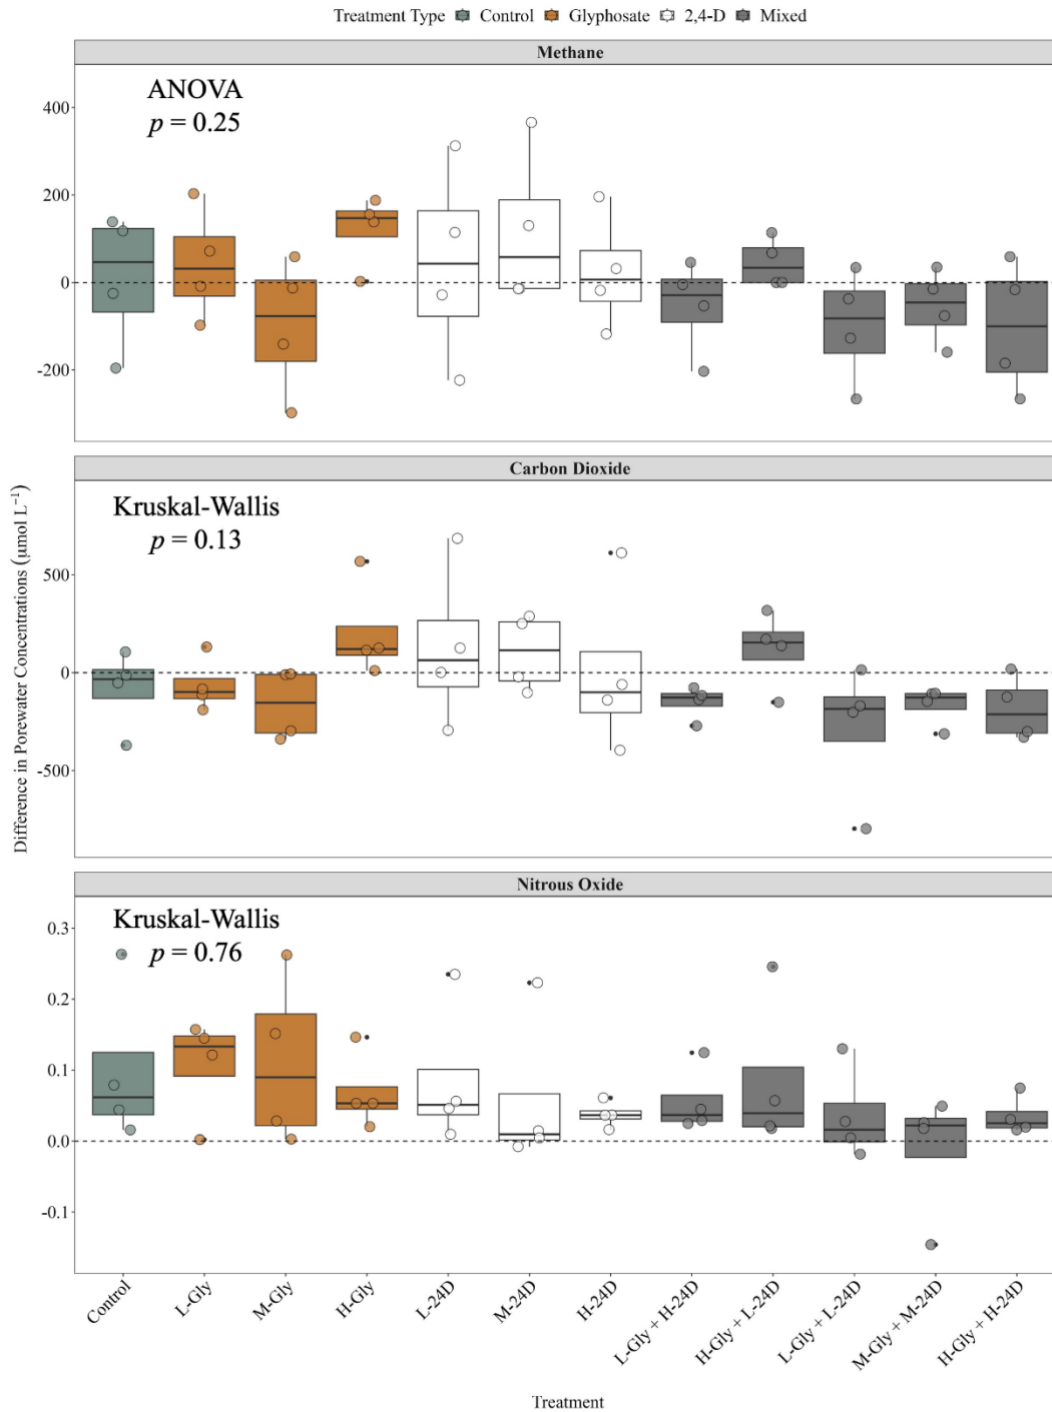 Treatment Type Control Glyphosate 2,4-D Mixed
Methane
ANOVA
p = 0.25
400
200
0
-200
Carbon Dioxide
Kruskal-Wallis
p = 0.13
500
0
-500
Difference in Porewater Concentrations (µmol L⁻¹)
Nitrous Oxide
Kruskal-Wallis
p = 0.76
0.3
0.2
0.1
0.0
-0.1
Control
L-Gly
M-Gly
H-Gly
L-24D
M-24D
H-24D
L-Gly + H-24D
H-Gly + L-24D
L-Gly + L-24D
M-Gly + M-24D
H-Gly + H-24D
Treatment